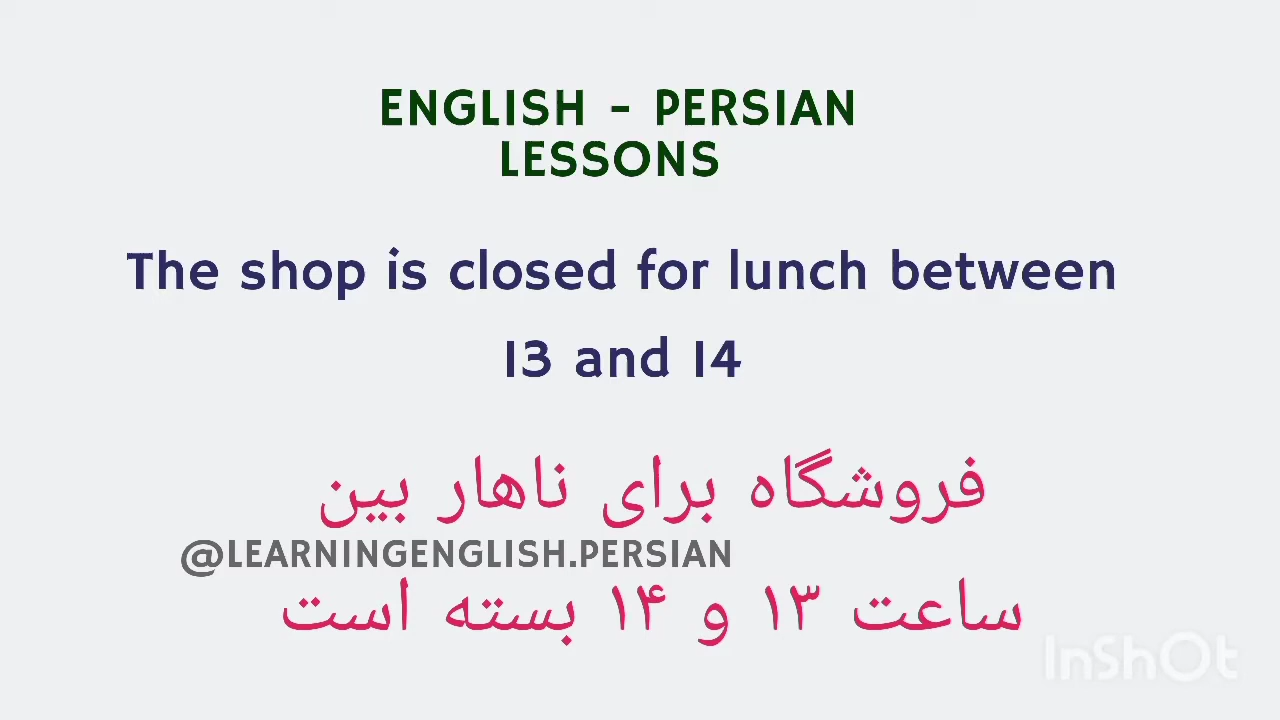 ENGLISH - PERSIAN
LESSONS
The shop is closed for lunch between
13 and 14
فروشگاه برای ناهار بین
@LEARNINGENGLISH.PERSIAN
ساعت ۱۳ و ۱۴ بسته است
InShOt